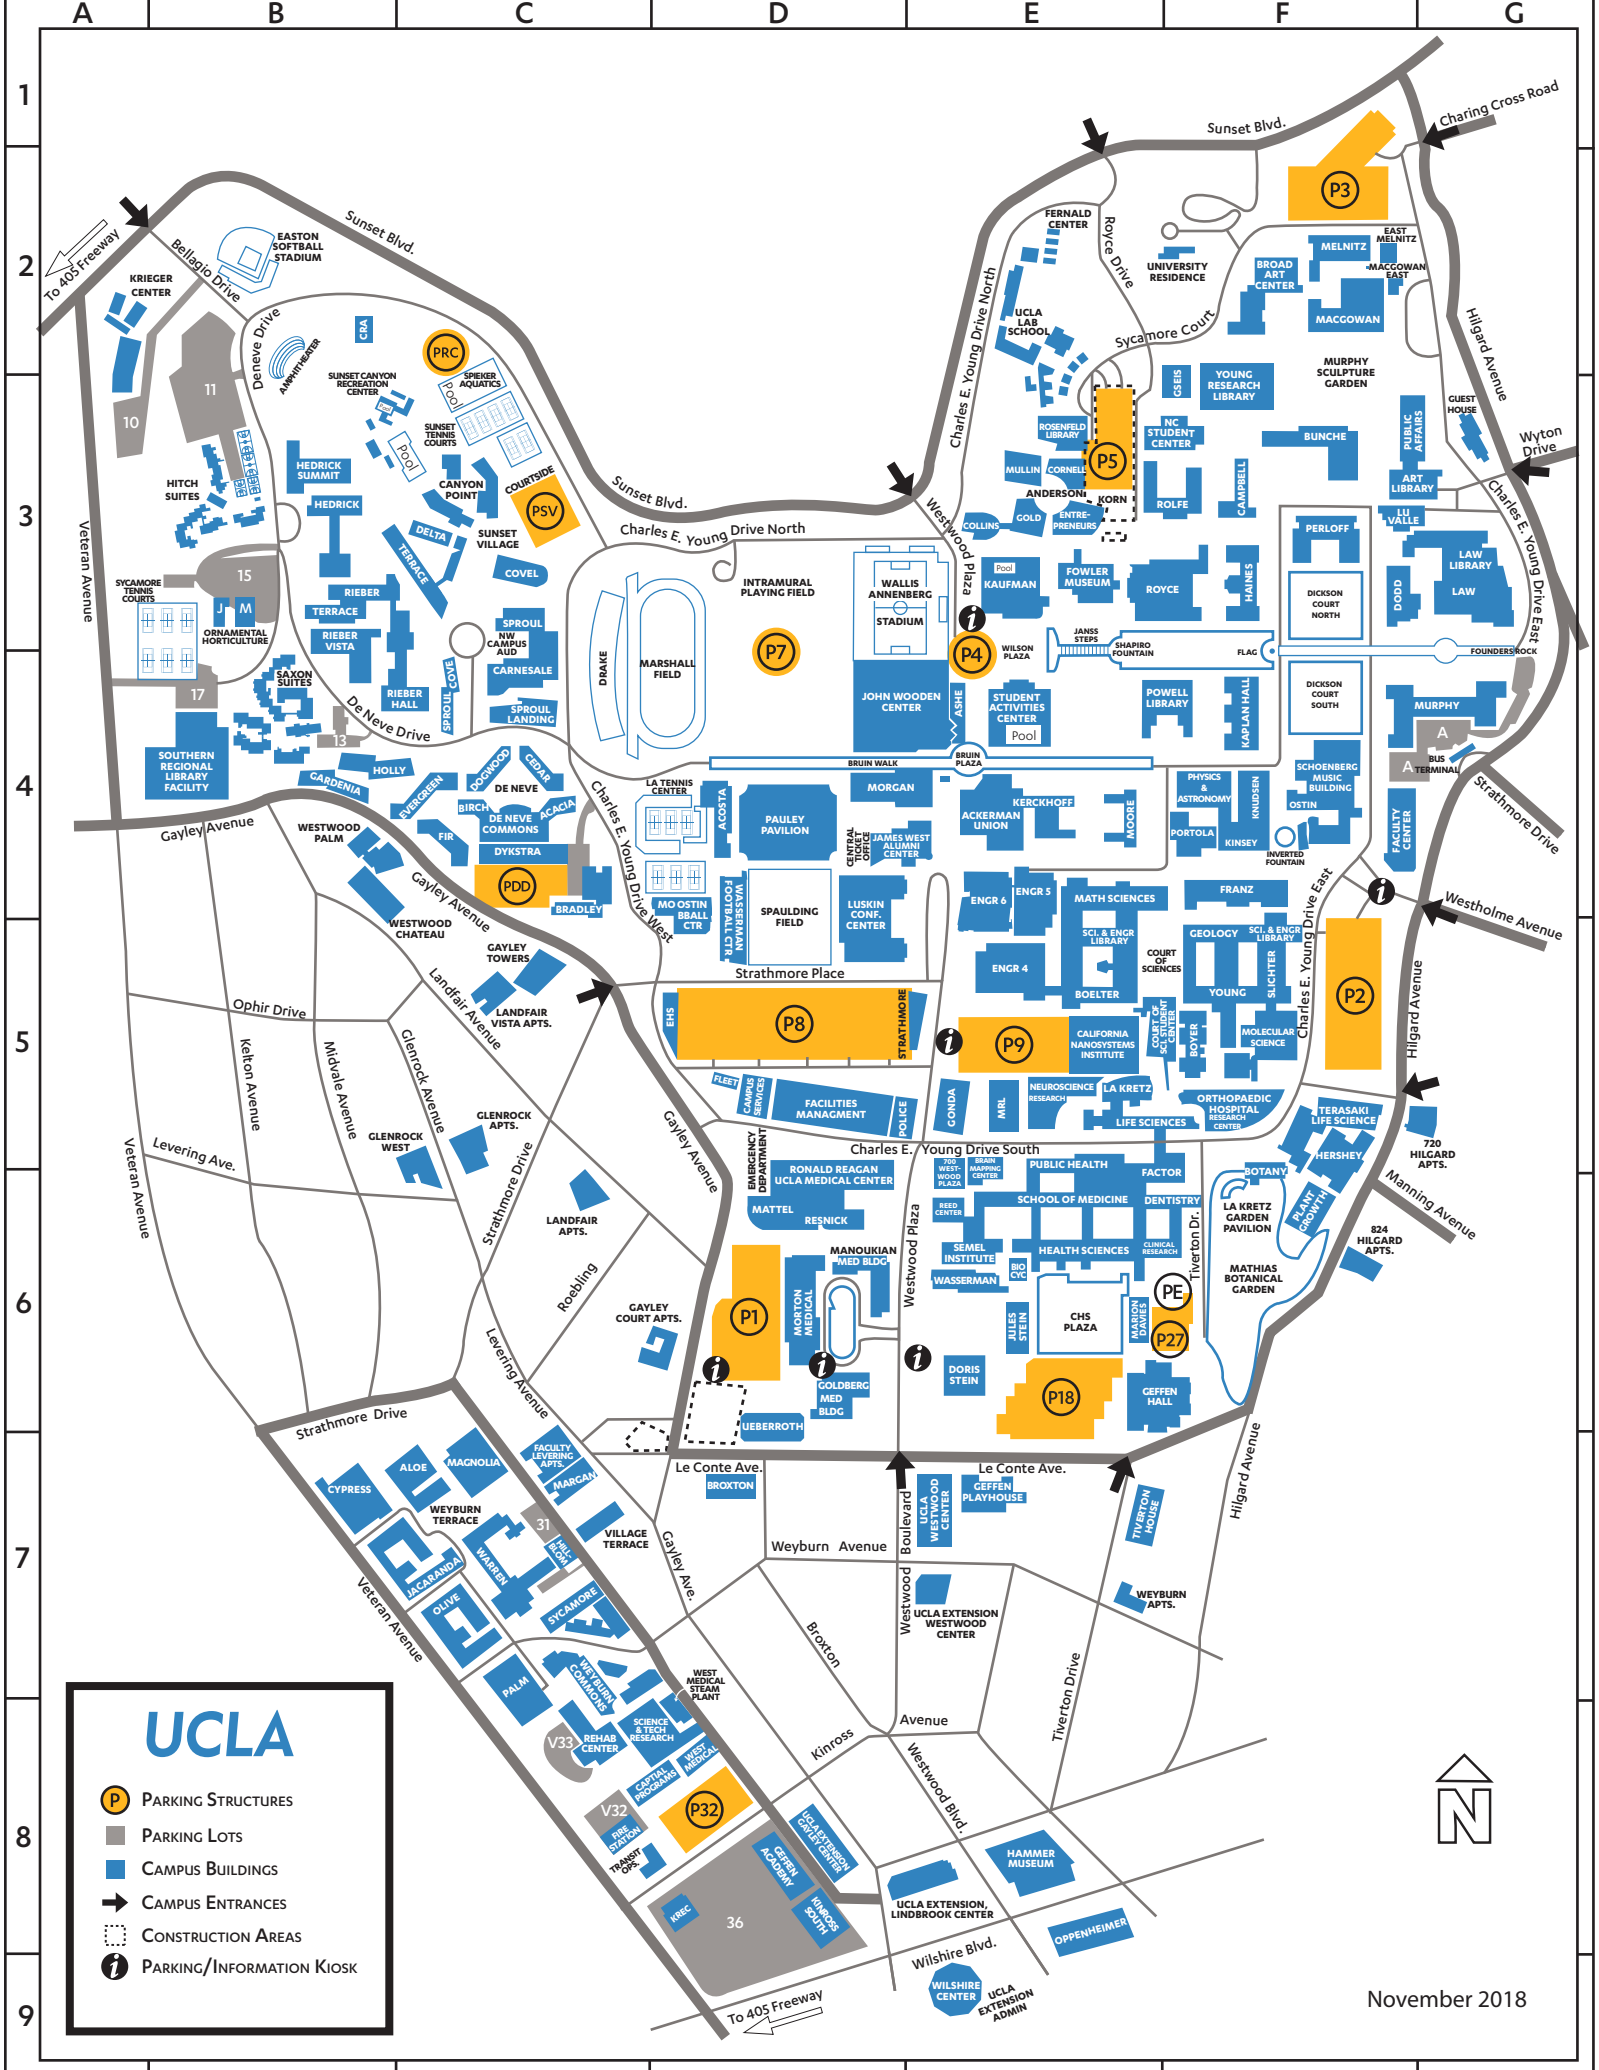 A B C D E F G
1
2
3
4
5
6
7
8
9
Charing Cross Road
Sunset Blvd.
P3
To 405 Freeway
Bellagio Drive
EASTON
SOFTBALL
STADIUM
Sunset Blvd.
KRIEGER
CENTER
Deneve Drive
CRA
AMPHITHEATER
PRC
11
10
SUNSET CANYON
RECREATION
CENTER
Pool
SPIEKER
AQUATICS
Pool
SUNSET
TENNIS
COURTS
Pool
FERNALD
CENTER
Royce Drive
UNIVERSITY
RESIDENCE
Charles E. Young Drive North
UCLA
LAB
SCHOOL
Sycamore Court
BROAD
ART
CENTER
MELNITZ
EAST
MELNITZ
MACGOWAN
EAST
MACGOWAN
Hilgard Avenue
MURPHY
SCULPTURE
GARDEN
GSEIS
YOUNG
RESEARCH
LIBRARY
GUEST
HOUSE
Wyton
Drive
PUBLIC
AFFAIRS
BUNCHE
NC
STUDENT
CENTER
ROSENFELD
LIBRARY
P5
MULLIN
CORNELL
ANDERSON
KORN
COLLINS
GOLD
ENTRE-
PRENEURS
ROLFE
CAMPBELL
ART
LIBRARY
LU
VALLE
PERLOFF
Charles E. Young Drive East
LAW
LIBRARY
LAW
DODD
HITCH
SUITES
HEDRICK
SUMMIT
HEDRICK
CANYON
POINT
COURTSIDE
PSV
DELTA
TERRACE
SUNSET
VILLAGE
COVEL
Veteran Avenue
15
SYCAMORE
TENNIS
COURTS
J M
ORNAMENTAL
HORTICULTURE
RIEBER
TERRACE
RIEBER
VISTA
SPROUL
NW
CAMPUS
AUD
CARNESALE
SPROUL COVE
SPROUL
LANDING
RIEBER
HALL
SAXON
SUITES
17
13
De Neve Drive
SOUTHERN
REGIONAL
LIBRARY
FACILITY
Sunset Blvd.
Charles E. Young Drive North
DRAKE
MARSHALL
FIELD
INTRAMURAL
PLAYING FIELD
P7
WALLIS
ANNENBERG
STADIUM
Westwood Plaza
i
P4
WILSON
PLAZA
Pool
KAUFMAN
FOWLER
MUSEUM
ROYCE
HAINES
DICKSON
COURT
NORTH
JANSS
STEPS
SHAPIRO
FOUNTAIN
FLAG
FOUNDERS ROCK
DICKSON
COURT
SOUTH
JOHN WOODEN
CENTER
ASHE
STUDENT
ACTIVITIES
CENTER
Pool
POWELL
LIBRARY
KAPLAN HALL
MURPHY
A
A
BUS
TERMINAL
Strathmore Drive
BRUIN WALK
BRUIN
PLAZA
HOLLY
GARDENIA
EVERGREEN
DOGWOOD
CEDAR
DE NEVE
BIRCH
ACACIA
DE NEVE
COMMONS
FIR
DYKSTRA
PDD
BRADLEY
Charles E. Young Drive West
Gayley Avenue
WESTWOOD
PALM
Gayley Avenue
WESTWOOD
CHATEAU
GAYLEY
TOWERS
LANDFAIR
VISTA APTS.
Landfair Avenue
LA TENNIS
CENTER
ACOSTA
PAULEY
PAVILION
MORGAN
CENTRAL
TICKET
OFFICE
JAMES WEST
ALUMNI
CENTER
ACKERMAN
UNION
KERCKHOFF
MOORE
PHYSICS
&
ASTRONOMY
KNUDSEN
PORTOLA
KINSEY
SCHOENBERG
MUSIC
BUILDING
OSTIN
INVERTED
FOUNTAIN
FACULTY
CENTER
i
Westholme Avenue
MO OSTIN
BBALL
CTR
WASSERMAN
FOOTBALL CTR
SPAULDING
FIELD
LUSKIN
CONF.
CENTER
Strathmore Place
ENGR 6
ENGR 5
MATH SCIENCES
SCI. & ENGR
LIBRARY
ENGR 4
BOELTER
COURT
OF
SCIENCES
FRANZ
GEOLOGY
SCI. & ENGR
LIBRARY
SLICHTER
YOUNG
Charles E. Young Drive East
P2
Hilgard Avenue
EHS
P8
STRATHMORE
i
P9
CALIFORNIA
NANOSYSTEMS
INSTITUTE
COURT OF
SCI. STUDENT
CENTER
BOYER
MOLECULAR
SCIENCE
FLEET
CAMPUS
SERVICES
FACILITIES
MANAGMENT
POLICE
GONDA
MRL
NEUROSCIENCE
RESEARCH
LA KRETZ
LIFE SCIENCES
ORTHOPAEDIC
HOSPITAL
RESEARCH
CENTER
TERASAKI
LIFE SCIENCE
HERSHEY
720
HILGARD
APTS.
Ophir Drive
Kelton Avenue
Midvale Avenue
Glenrock Avenue
Levering Ave.
Veteran Avenue
GLENROCK
WEST
GLENROCK
APTS.
Strathmore Drive
LANDFAIR
APTS.
Gayley Avenue
Charles E. Young Drive South
EMERGENCY
DEPARTMENT
RONALD REAGAN
UCLA MEDICAL CENTER
MATTEL
RESNICK
700
WEST-
WOOD
PLAZA
BRAIN
MAPPING
CENTER
PUBLIC HEALTH
FACTOR
REED
CENTER
SCHOOL OF MEDICINE
DENTISTRY
SEMEL
INSTITUTE
HEALTH SCIENCES
CLINICAL
RESEARCH
WASSERMAN
BIO
CYC
Tiverton Dr.
BOTANY
LA KRETZ
GARDEN
PAVILION
PLANT
GROWTH
Manning Avenue
824
HILGARD
APTS.
MATHIAS
BOTANICAL
GARDEN
Westwood Plaza
MANOUKIAN
MED BLDG
MORTON
MEDICAL
P1
i
i
GOLDBERG
MED
BLDG
UEBERROTH
i
JULES
STEIN
CHS
PLAZA
MARION
DAVIES
PE
P27
DORIS
STEIN
P18
GEFFEN
HALL
Roebling
GAYLEY
COURT APTS.
Levering Avenue
Strathmore Drive
Le Conte Ave.
Le Conte Ave.
Hilgard Avenue
BROXTON
UCLA
WESTWOOD
CENTER
GEFFEN
PLAYHOUSE
TIVERTON
HOUSE
FACULTY
LEVERING
APTS.
MARGAN
CYPRESS
ALOE
MAGNOLIA
WEYBURN
TERRACE
31
HILL-
BLOM
WARREN
JACARANDA
OLIVE
SYCAMORE
VILLAGE
TERRACE
Gayley Ave.
Weyburn Avenue
Westwood Boulevard
UCLA EXTENSION
WESTWOOD
CENTER
WEYBURN
APTS.
Broxton
Tiverton Drive
Veteran Avenue
PALM
WEYBURN
COMMONS
WEST
MEDICAL
STEAM
PLANT
V33
REHAB
CENTER
SCIENCE
& TECH
RESEARCH
WEST
MEDICAL
CAPTIAL
PROGRAMS
V32
FIRE
STATION
P32
TRANSIT
OPS.
Kinross
Avenue
Westwood Blvd.
KREC
36
GEFFEN
ACADEMY
UCLA EXTENSION
GAYLEY CENTER
KINROSS
SOUTH
UCLA EXTENSION,
LINDBROOK CENTER
HAMMER
MUSEUM
OPPENHEIMER
Wilshire Blvd.
WILSHIRE
CENTER
UCLA
EXTENSION
ADMIN
To 405 Freeway
UCLA
P PARKING STRUCTURES
PARKING LOTS
CAMPUS BUILDINGS
CAMPUS ENTRANCES
CONSTRUCTION AREAS
i PARKING/INFORMATION KIOSK
N
November 2018